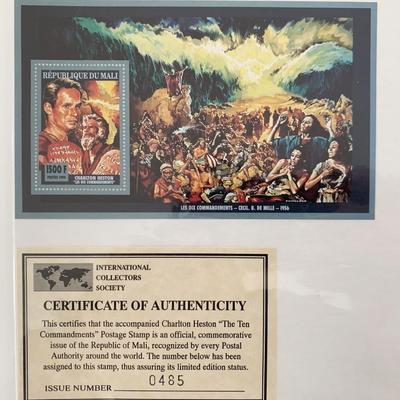 RÉPUBLIQUE DU MALI
1500 F
CHARLTON HESTON
"LES DIX COMMANDEMENTS"
LES DIX COMMANDEMENTS - CECIL. B. DE MILLE - 1956
INTERNATIONAL
COLLECTORS
SOCIETY
CERTIFICATE OF AUTHENTICITY
This certifies that the accompanied Charlton Heston "The Ten
Commandments" Postage Stamp is an official, commemorative
issue of the Republic of Mali, recognized by every Postal
Authority around the world. The number below has been
assigned to this stamp, thus assuring its limited edition status.
ISSUE NUMBER 0485